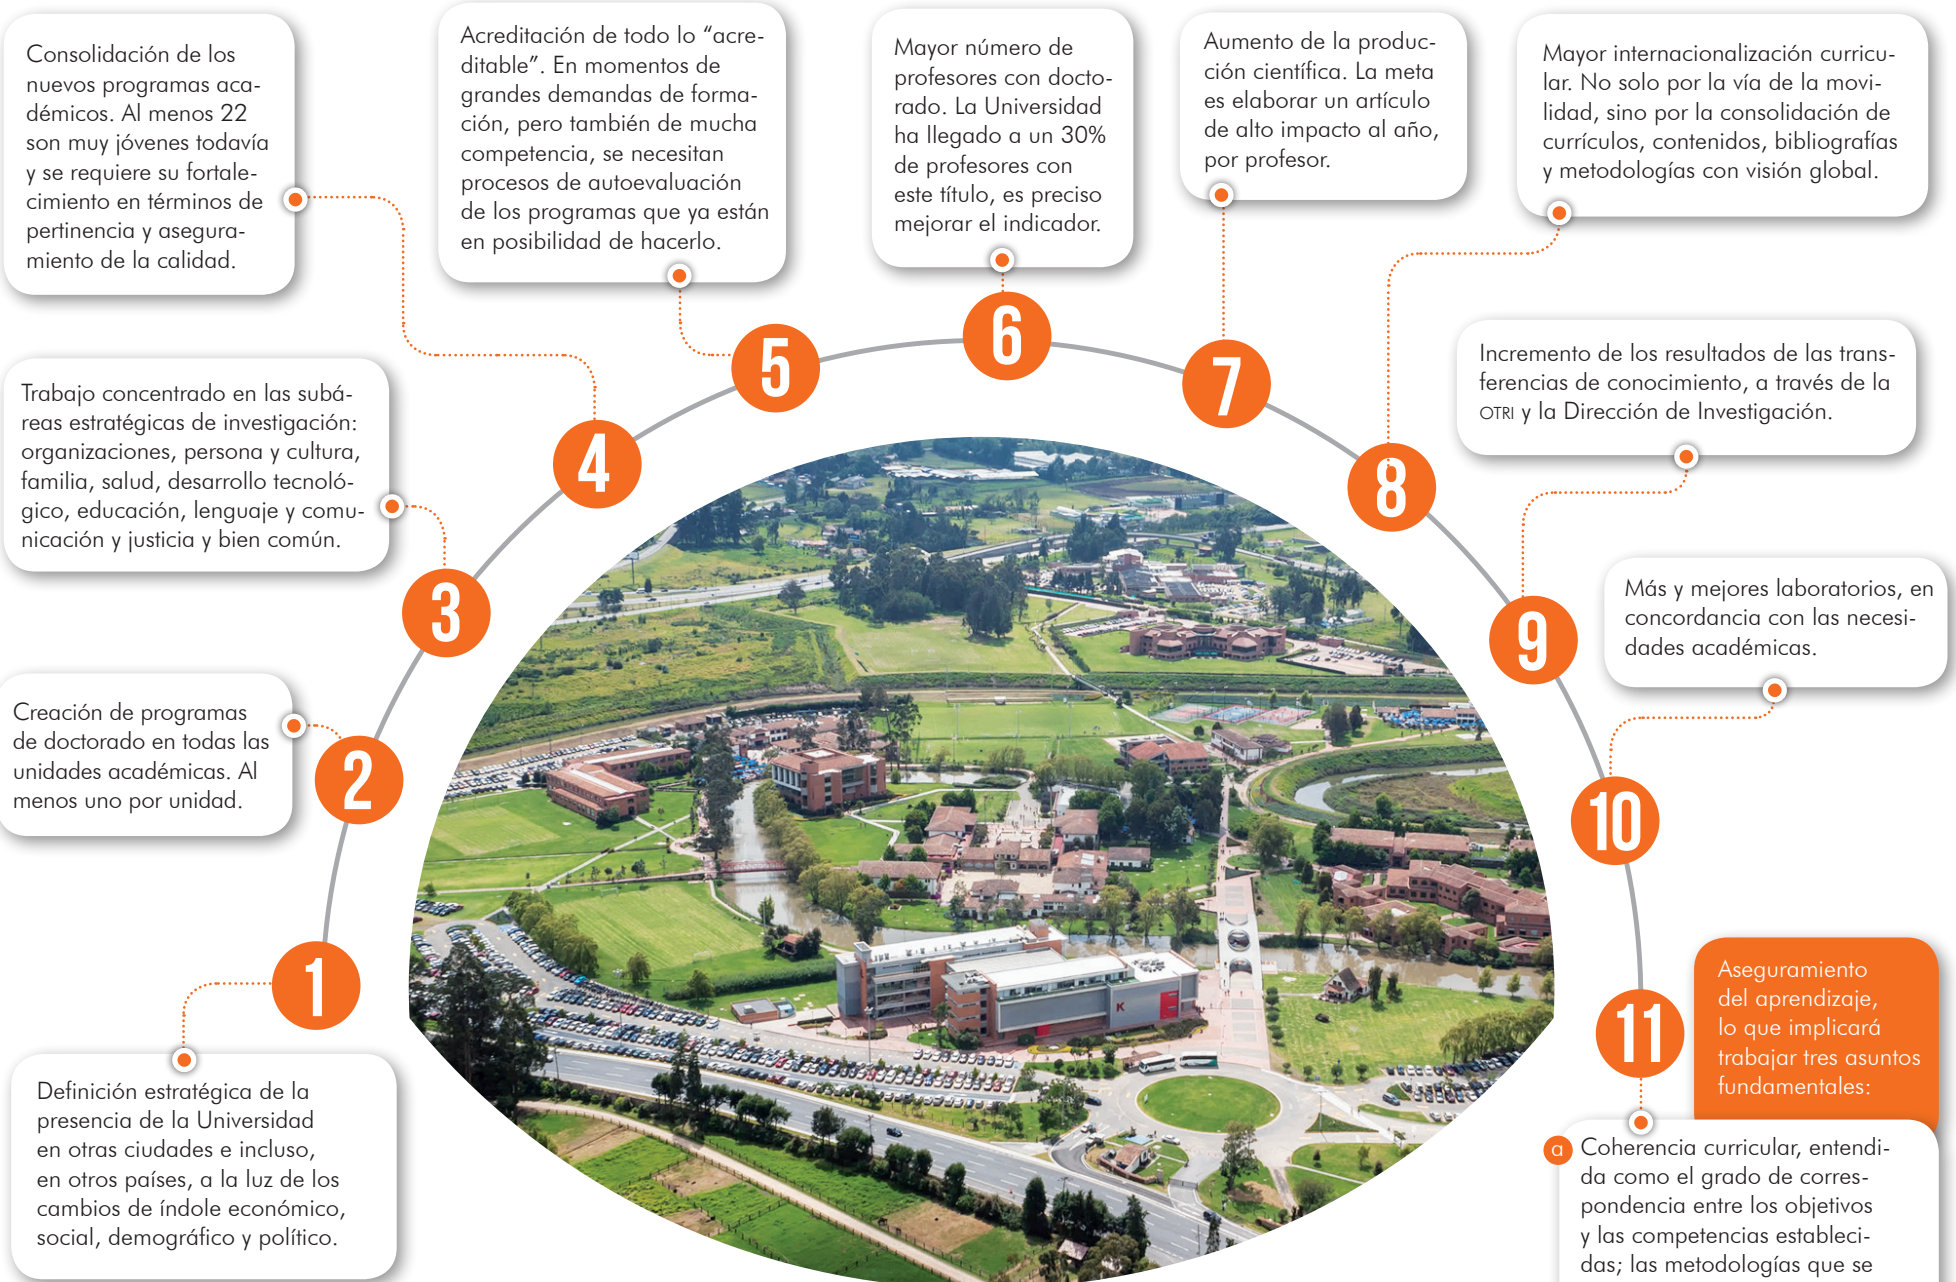 Consolidación de los
nuevos programas aca-
démicos. Al menos 22
son muy jóvenes todavía
y se requiere su fortale-
cimiento en términos de
pertinencia y asegura-
miento de la calidad.
Acreditación de todo lo “acre-
ditable”. En momentos de
grandes demandas de forma-
ción, pero también de mucha
competencia, se necesitan
procesos de autoevaluación
de los programas que ya están
en posibilidad de hacerlo.
Mayor número de
profesores con docto-
rado. La Universidad
ha llegado a un 30%
de profesores con
este título, es preciso
mejorar el indicador.
Aumento de la produc-
ción científica. La meta
es elaborar un artículo
de alto impacto al año,
por profesor.
Mayor internacionalización curricu-
lar. No solo por la vía de la movi-
lidad, sino por la consolidación de
currículos, contenidos, bibliografías
y metodologías con visión global.
Incremento de los resultados de las trans-
ferencias de conocimiento, a través de la
OTRI y la Dirección de Investigación.
Trabajo concentrado en las subá-
reas estratégicas de investigación:
organizaciones, persona y cultura,
familia, salud, desarrollo tecnoló-
gico, educación, lenguaje y comu-
nicación y justicia y bien común.
Más y mejores laboratorios, en
concordancia con las necesi-
dades académicas.
Creación de programas
de doctorado en todas las
unidades académicas. Al
menos uno por unidad.
1
2
3
4
5
6
7
8
9
10
11
K
Definición estratégica de la
presencia de la Universidad
en otras ciudades e incluso,
en otros países, a la luz de los
cambios de índole económico,
social, demográfico y político.
Aseguramiento
del aprendizaje,
lo que implicará
trabajar tres asuntos
fundamentales:
a Coherencia curricular, entendi-
da como el grado de corres-
pondencia entre los objetivos
y las competencias estableci-
das; las metodologías que se